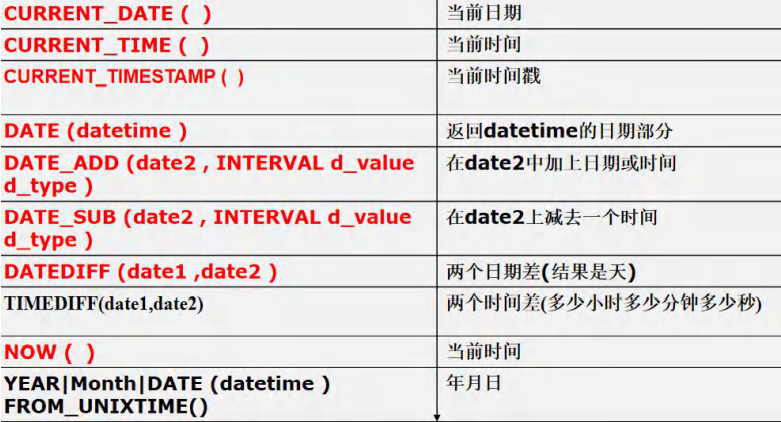 CURRENT_DATE (  ) 当前日期
CURRENT_TIME (  ) 当前时间
CURRENT_TIMESTAMP (  ) 当前时间戳
DATE (datetime ) 返回datetime的日期部分
DATE_ADD (date2 , INTERVAL d_value 在date2中加上日期或时间
d_type )
DATE_SUB (date2 , INTERVAL d_value 在date2上减去一个时间
d_type )
DATEDIFF (date1 ,date2 ) 两个日期差(结果是天)
TIMEDIFF(date1,date2) 两个时间差(多少小时多少分钟多少秒)
NOW (  ) 当前时间
YEAR|Month|DATE (datetime ) 年月日
FROM_UNIXTIME()